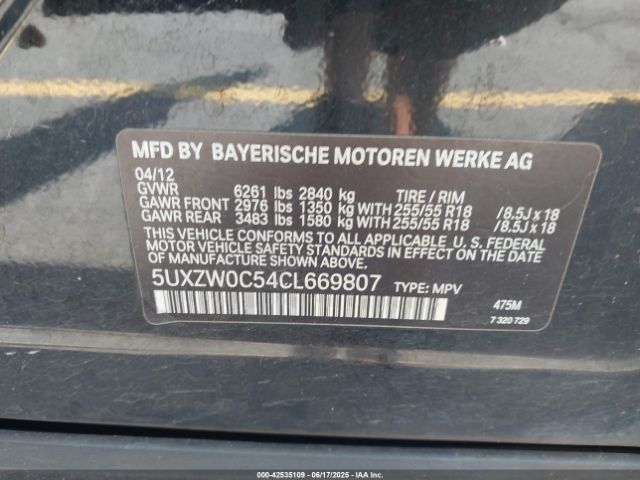 MFD BY BAYERISCHE MOTOREN WERKE AG
04/12
GVWR 6261 lbs 2840 kg TIRE / RIM
GAWR FRONT 2976 lbs 1350 kg WITH 255/55 R18 /8.5J x 18
GAWR REAR 3483 lbs 1580 kg WITH 255/55 R18 /8.5J x 18
THIS VEHICLE CONFORMS TO ALL APPLICABLE U.S. FEDERAL
MOTOR VEHICLE SAFETY STANDARDS IN EFFECT ON THE DATE
OF MANUFACTURE SHOWN ABOVE.
5UXZW0C54CL669807 TYPE: MPV
475M
7 320 729
000-42535109 | 06/17/2025 | IAAI.COM